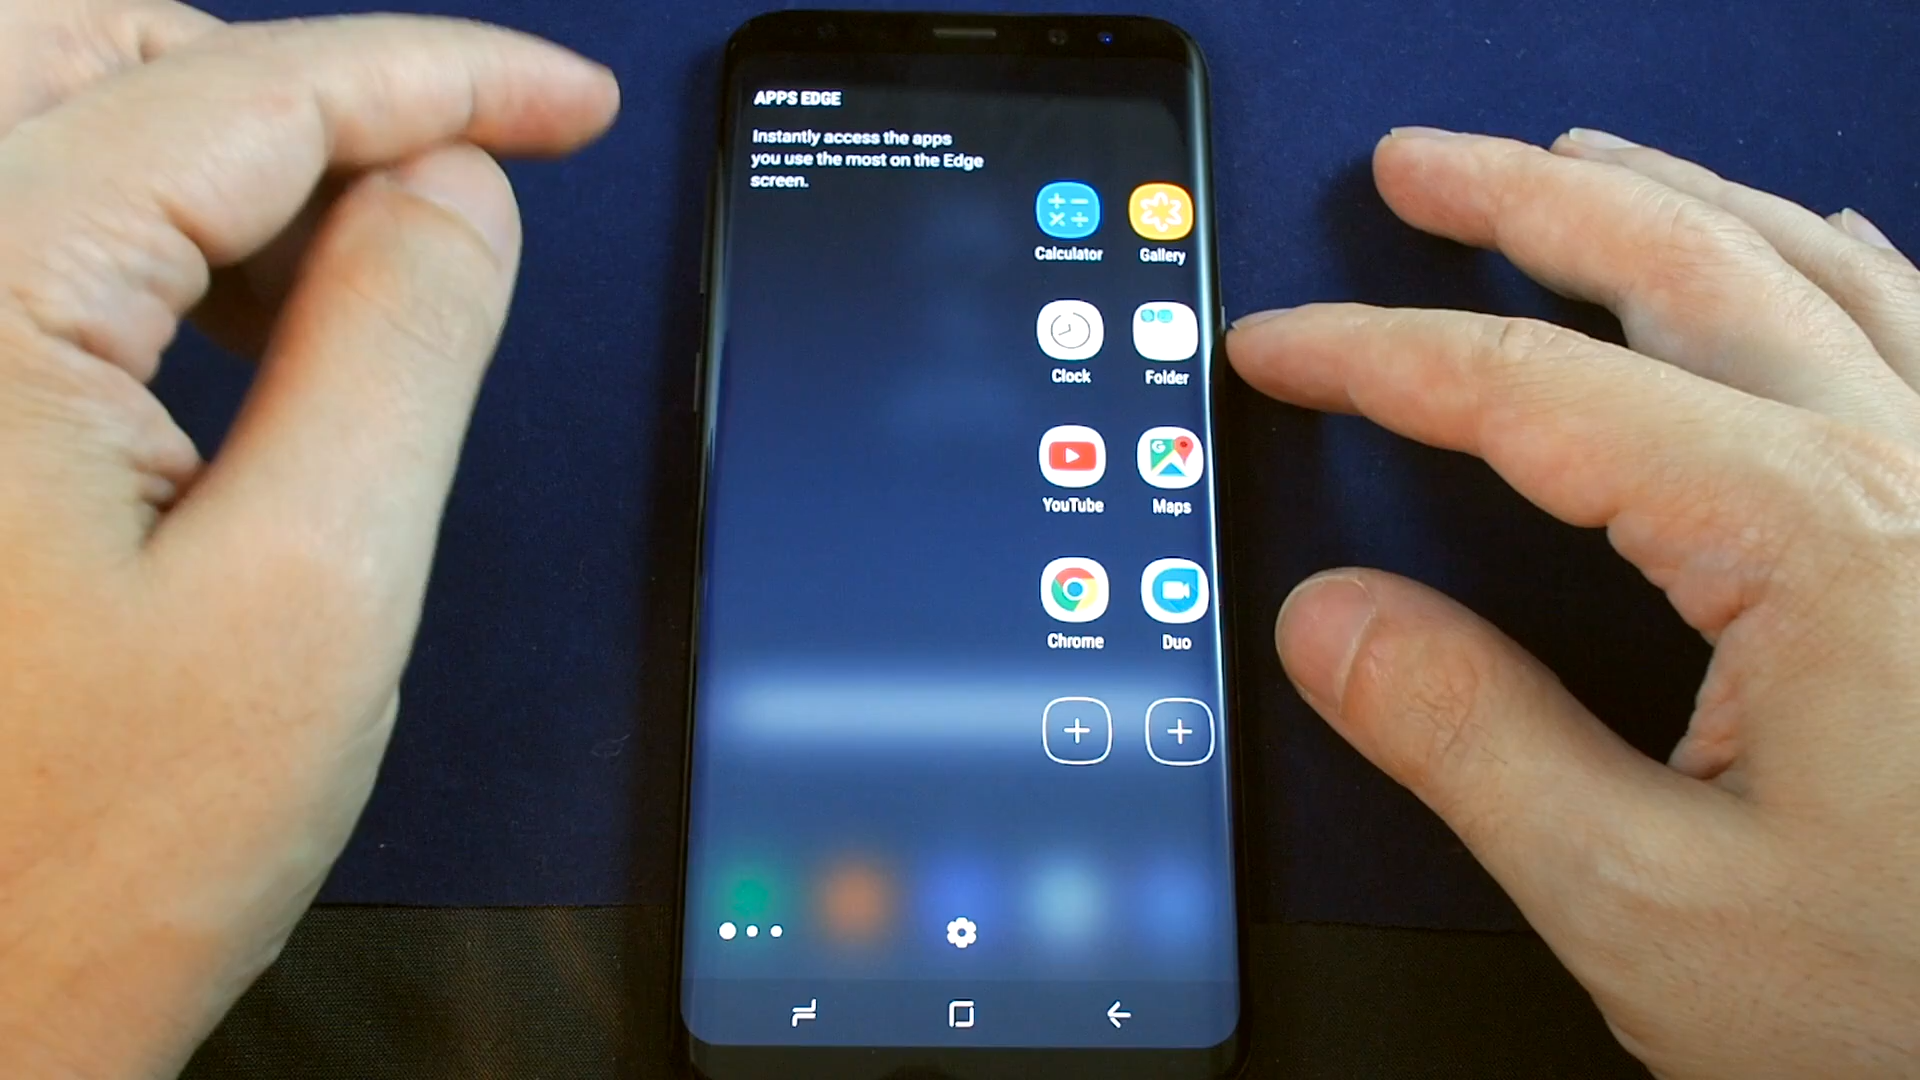 APPS EDGE
Instantly access the apps
you use the most on the Edge
screen.
Calculator
Gallery
Clock
Folder
YouTube
Maps
Chrome
Duo